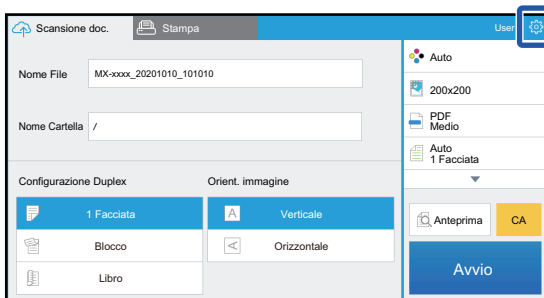 Scansione doc.
Stampa
User
Nome File
MX-xxxx_20201010_101010
Nome Cartella
/
Configurazione Duplex
Orient. immagine
1 Facciata
Blocco
Libro
A
Verticale
A
Orizzontale
Auto
200x200
PDF
Medio
Auto
1 Facciata
Anteprima
CA
Avvio